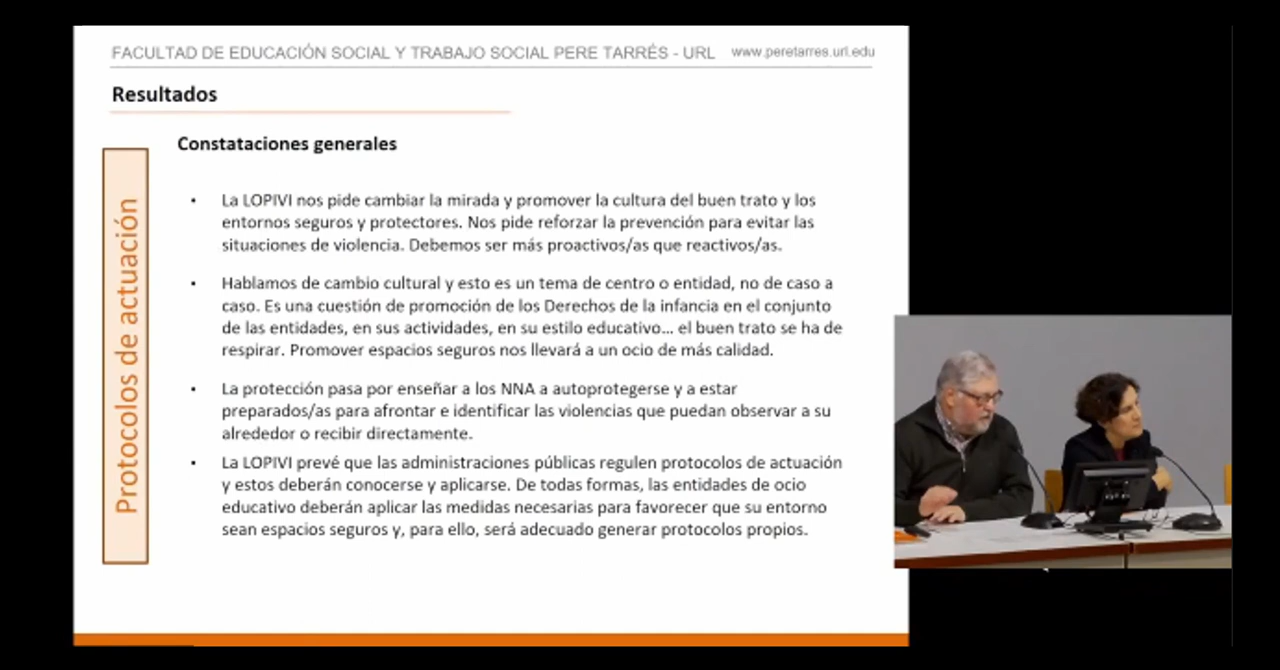 FACULTAD DE EDUCACIÓN SOCIAL Y TRABAJO SOCIAL PERE TARRÉS - URL www.peretarres.url.edu
Resultados
Constataciones generales
Protocolos de actuación
• La LOPIVI nos pide cambiar la mirada y promover la cultura del buen trato y los
entornos seguros y protectores. Nos pide reforzar la prevención para evitar las
situaciones de violencia. Debemos ser más proactivos/as que reactivos/as.
• Hablamos de cambio cultural y esto es un tema de centro o entidad, no de caso a
caso. Es una cuestión de promoción de los Derechos de la infancia en el conjunto
de las entidades, en sus actividades, en su estilo educativo... el buen trato se ha de
respirar. Promover espacios seguros nos llevará a un ocio de más calidad.
• La protección pasa por enseñar a los NNA a autoprotegerse y a estar
preparados/as para afrontar e identificar las violencias que puedan observar a su
alrededor o recibir directamente.
• La LOPIVI prevé que las administraciones públicas regulen protocolos de actuación
y estos deberán conocerse y aplicarse. De todas formas, las entidades de ocio
educativo deberán aplicar las medidas necesarias para favorecer que su entorno
sean espacios seguros y, para ello, será adecuado generar protocolos propios.